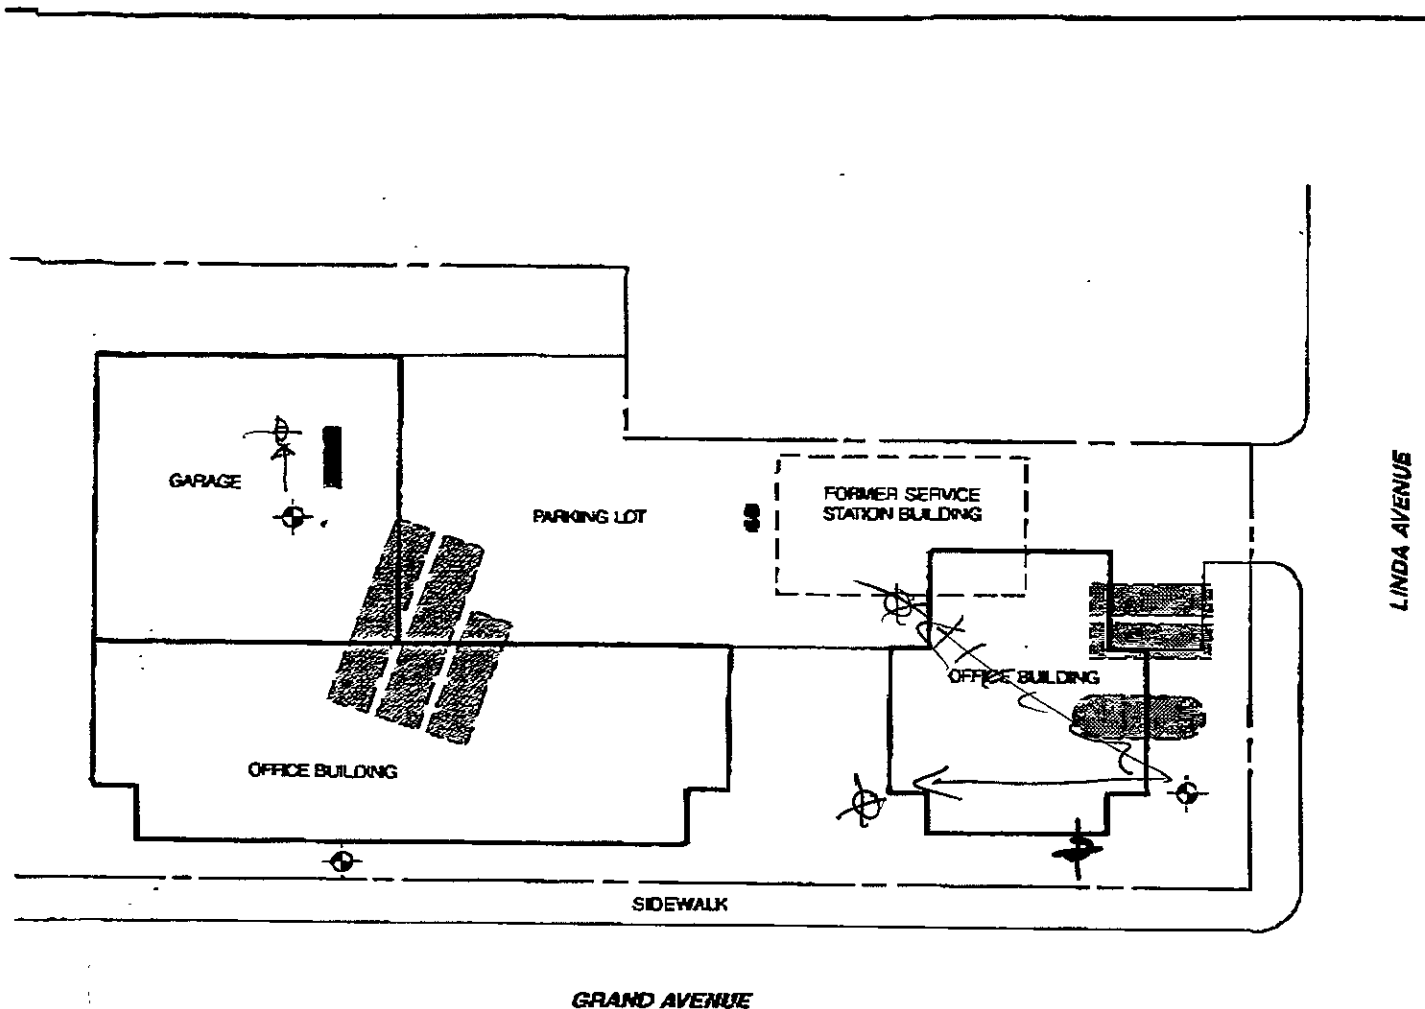 GARAGE
PARKING LOT
FORMER SERVICE
STATION BUILDING
OFFICE BUILDING
OFFICE BUILDING
SIDEWALK
LINDA AVENUE
GRAND AVENUE